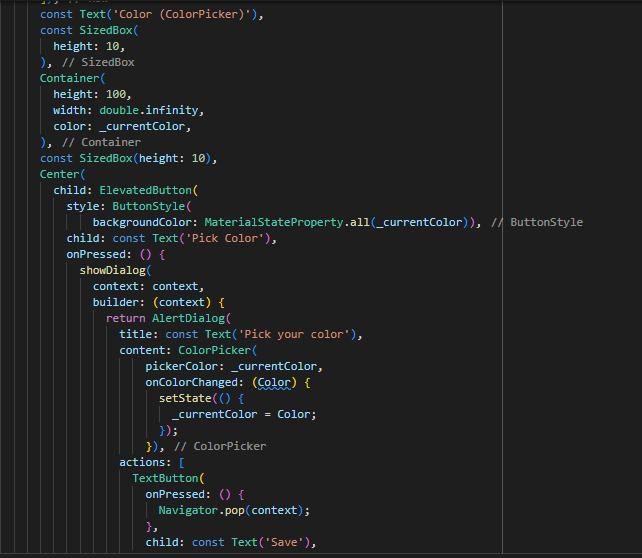 const Text('Color (ColorPicker)'),
const SizedBox(
height: 10,
), // SizedBox
Container(
height: 100,
width: double.infinity,
color: _currentColor,
), // Container
const SizedBox(height: 10),
Center(
child: ElevatedButton(
style: ButtonStyle(
backgroundColor: MaterialStateProperty.all(_currentColor)), // ButtonStyle
child: const Text('Pick Color'),
onPressed: () {
showDialog(
context: context,
builder: (context) {
return AlertDialog(
title: const Text('Pick your color'),
content: ColorPicker(
pickerColor: _currentColor,
onColorChanged: (Color) {
setState(() {
_currentColor = Color;
});
}), // ColorPicker
actions: [
TextButton(
onPressed: () {
Navigator.pop(context);
},
child: const Text('Save'),